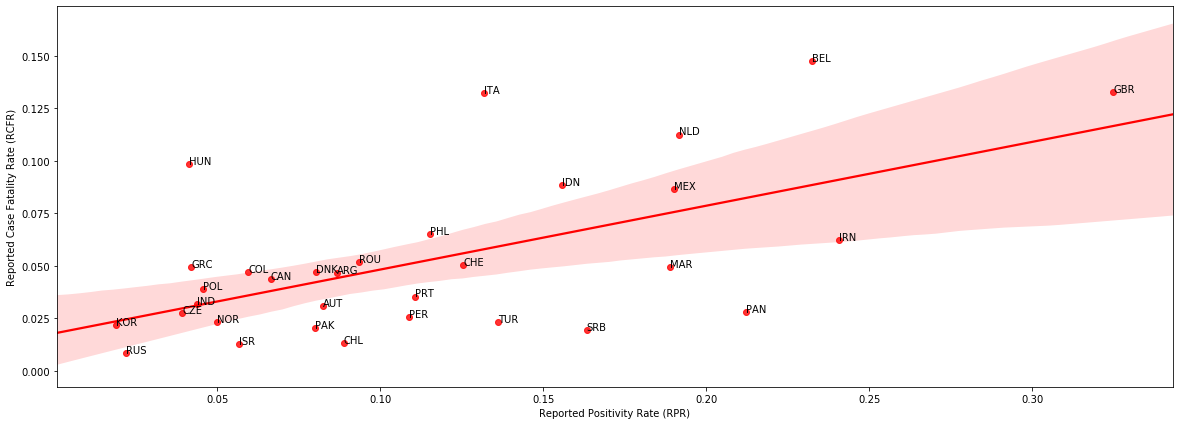 0.150
0.125
0.100
0.075
0.050
0.025
0.000
Reported Case Fatality Rate (RCFR)
BEL
GBR
ITA
NLD
HUN
IDN
MEX
PHL
IRN
ROU
GRC
COL
DNK
ARG
CHE
MAR
CAN
POL
PRT
IND
AUT
CZE
PER
PAN
KOR
NOR
TUR
PAK
SRB
RUS
ISR
CHL
0.05
0.10
0.15
0.20
0.25
0.30
Reported Positivity Rate (RPR)